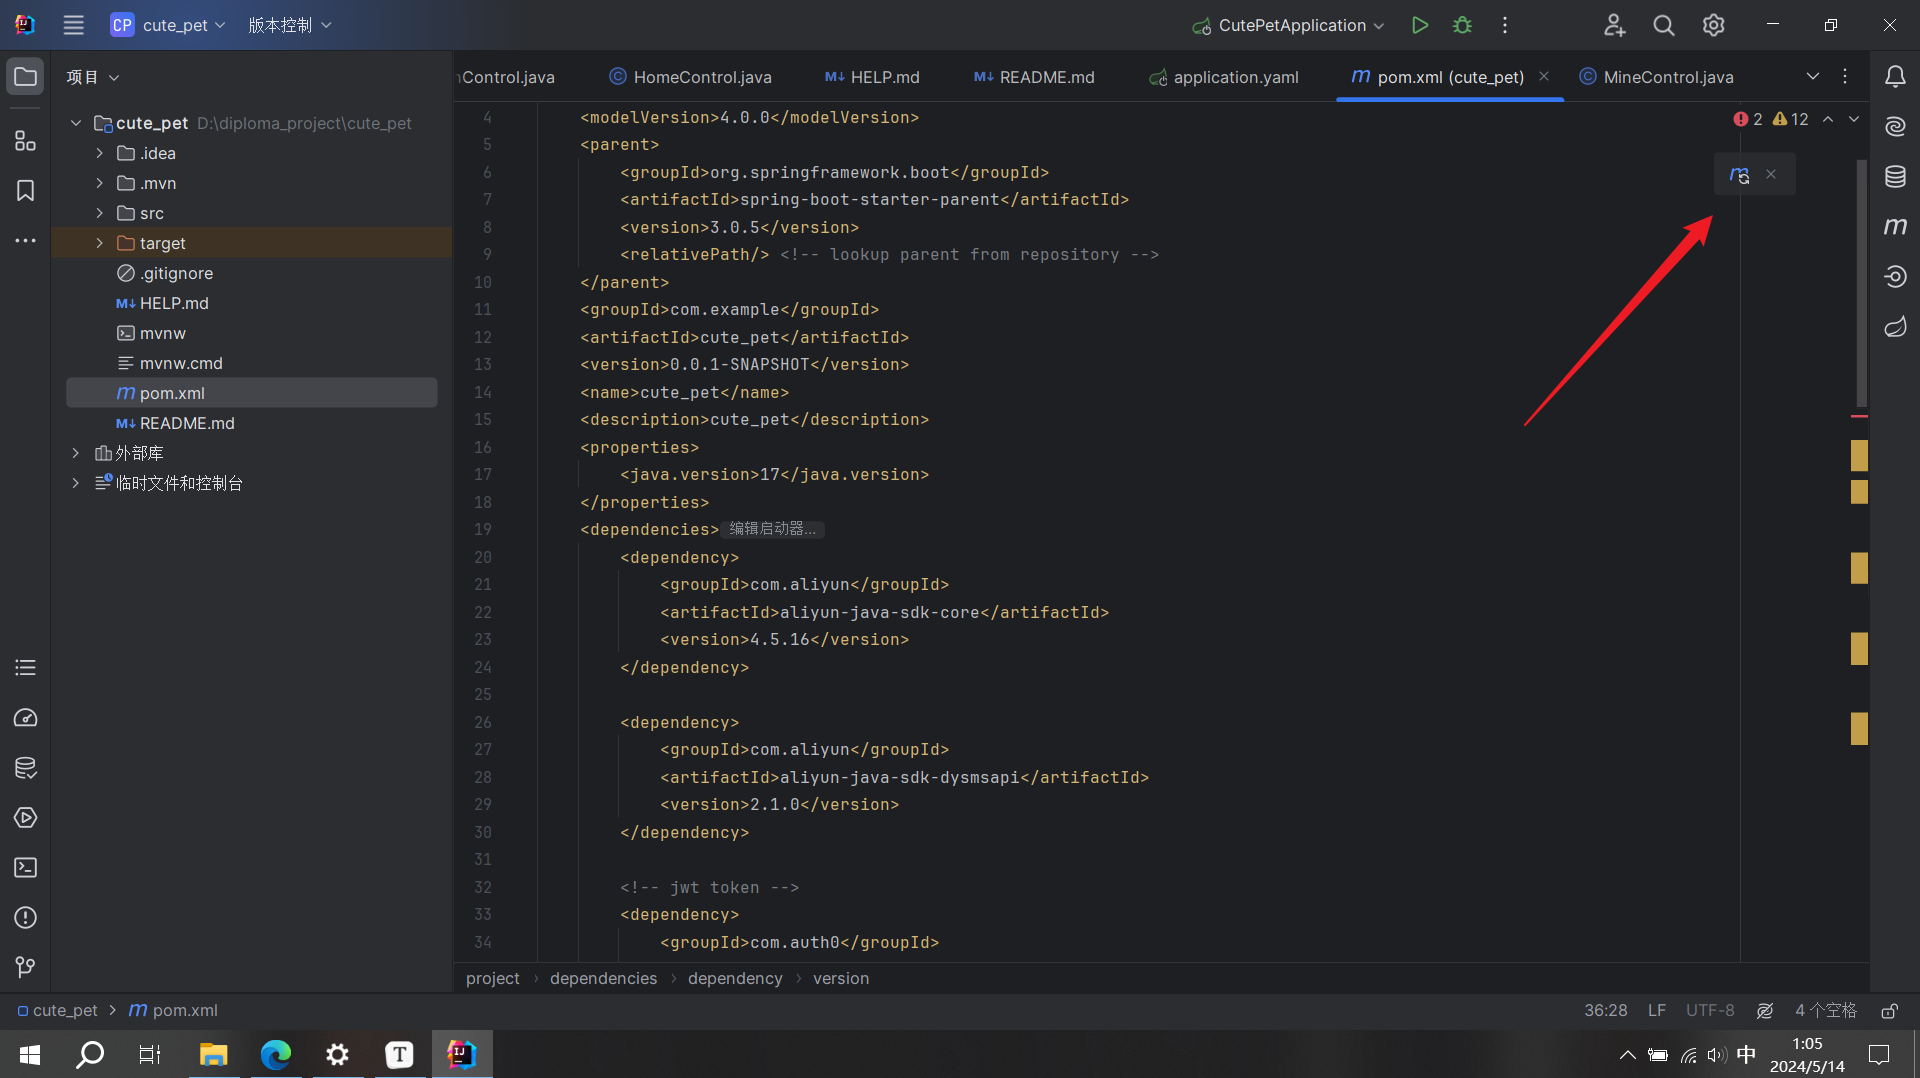 CP cute_pet 版本控制 CutePetApplication
项目
nControl.java HomeControl.java M↓ HELP.md M↓ README.md application.yaml m pom.xml (cute_pet) MineControl.java
cute_pet D:\diploma_project\cute_pet
.idea
.mvn
src
target
.gitignore
M↓ HELP.md
mvnw
mvnw.cmd
m pom.xml
M↓ README.md
外部库
临时文件和控制台
2 12
4 <modelVersion>4.0.0</modelVersion>
5 <parent>
6 <groupId>org.springframework.boot</groupId>
7 <artifactId>spring-boot-starter-parent</artifactId>
8 <version>3.0.5</version>
9 <relativePath/> <!-- lookup parent from repository -->
10 </parent>
11 <groupId>com.example</groupId>
12 <artifactId>cute_pet</artifactId>
13 <version>0.0.1-SNAPSHOT</version>
14 <name>cute_pet</name>
15 <description>cute_pet</description>
16 <properties>
17 <java.version>17</java.version>
18 </properties>
19 <dependencies> 编辑启动器...
20 <dependency>
21 <groupId>com.aliyun</groupId>
22 <artifactId>aliyun-java-sdk-core</artifactId>
23 <version>4.5.16</version>
24 </dependency>
25
26 <dependency>
27 <groupId>com.aliyun</groupId>
28 <artifactId>aliyun-java-sdk-dysmsapi</artifactId>
29 <version>2.1.0</version>
30 </dependency>
31
32 <!-- jwt token -->
33 <dependency>
34 <groupId>com.auth0</groupId>
project › dependencies › dependency › version
cute_pet > m pom.xml 36:28 LF UTF-8 4 个空格
中 1:05
2024/5/14